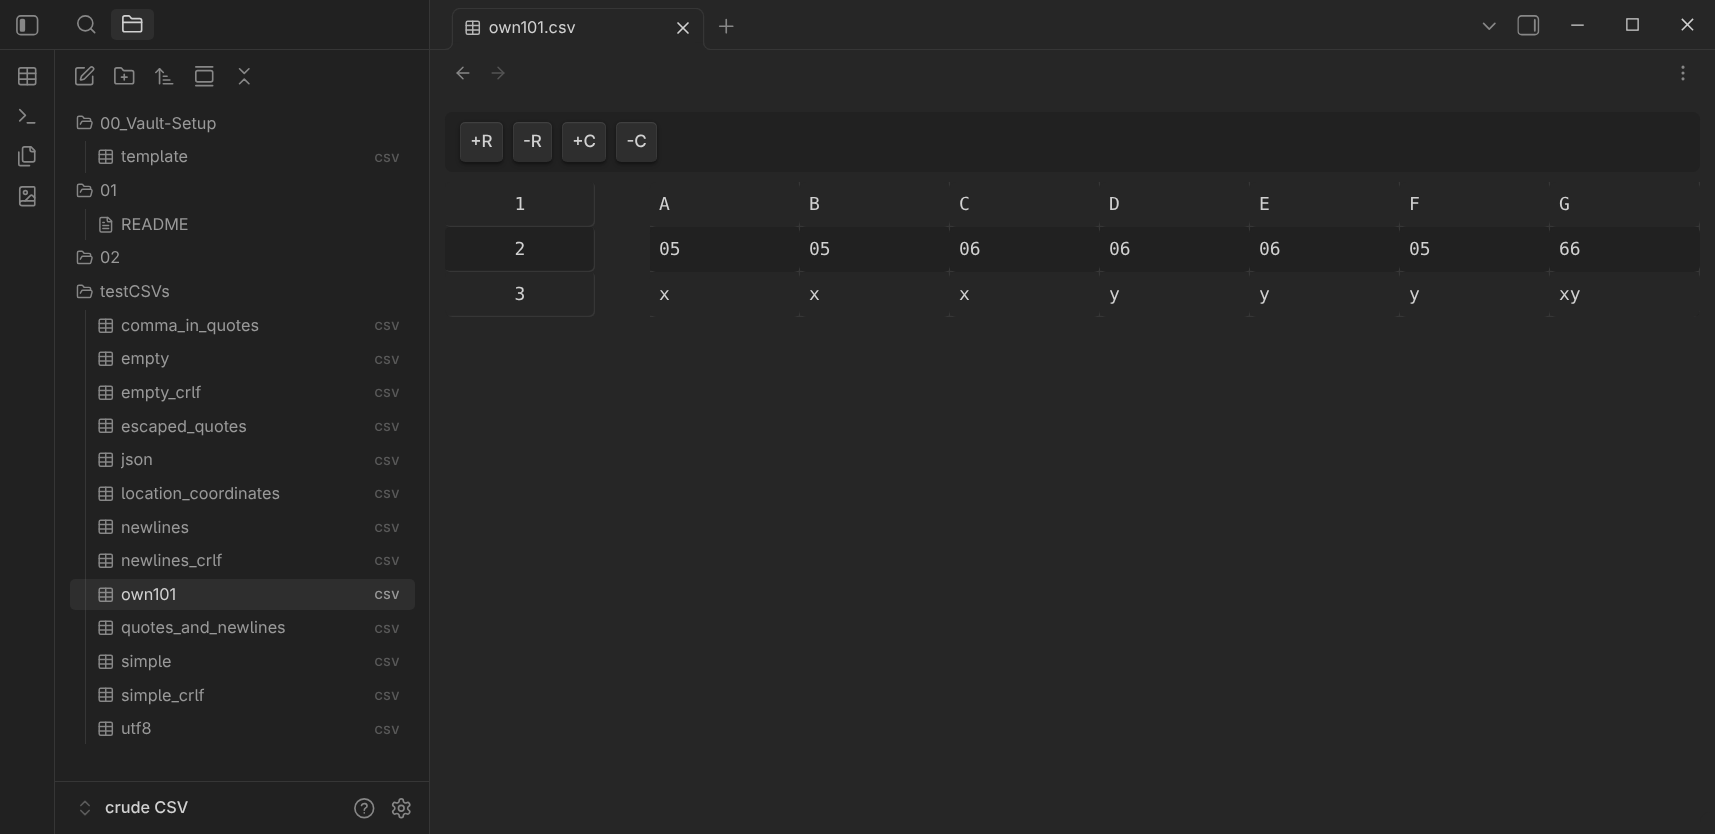 own101.csv
00_Vault-Setup
template CSV
01
README
02
testCSVs
comma_in_quotes CSV
empty CSV
empty_crlf CSV
escaped_quotes CSV
json CSV
location_coordinates CSV
newlines CSV
newlines_crlf CSV
own101 CSV
quotes_and_newlines CSV
simple CSV
simple_crlf CSV
utf8 CSV
crude CSV
+R -R +C -C
1 A B C D E F G
2 05 05 06 06 06 05 66
3 x x x y y y xy